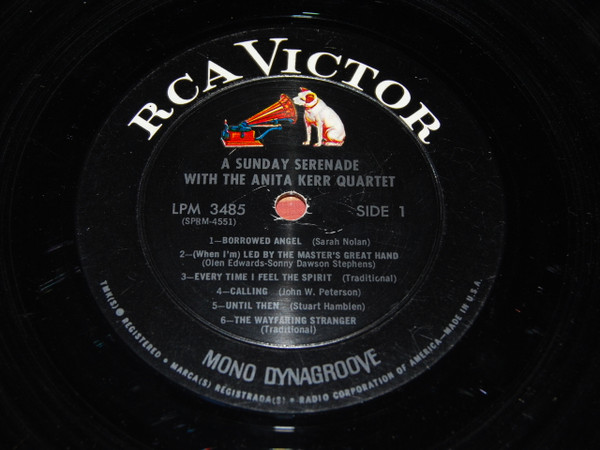 RCA VICTOR
A SUNDAY SERENADE
WITH THE ANITA KERR QUARTET
LPM 3485
(SPRM-4551)
SIDE 1
1—BORROWED ANGEL (Sarah Nolan)
2—(When I'm) LED BY THE MASTER'S GREAT HAND
(Olen Edwards-Sonny Dawson Stephens)
3—EVERY TIME I FEEL THE SPIRIT (Traditional)
4—CALLING (John W. Peterson)
5—UNTIL THEN (Stuart Hamblen)
6—THE WAYFARING STRANGER
(Traditional)
MONO DYNAGROOVE
TMK(S) ® REGISTERED • MARCA(S) REGISTRADA(S) • RADIO CORPORATION OF AMERICA—MADE IN U.S.A.